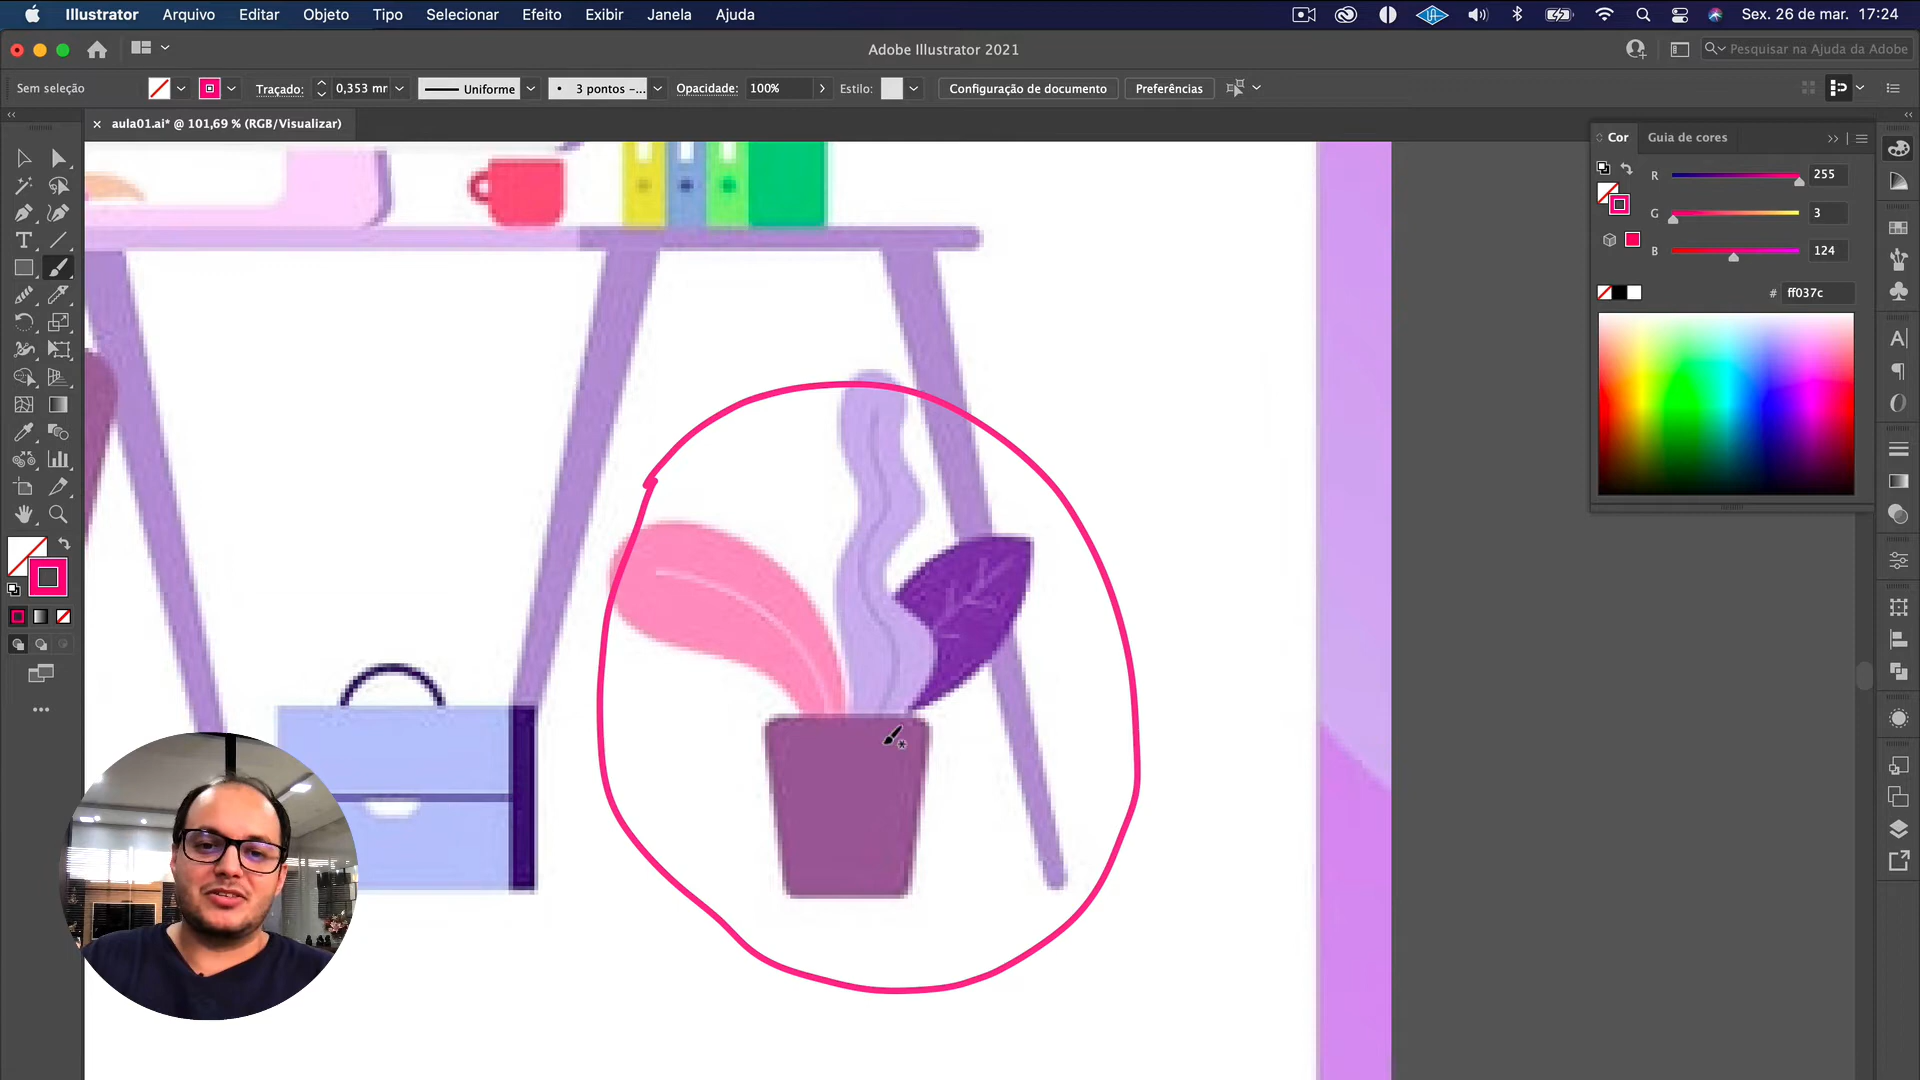 Illustrator Arquivo Editar Objeto Tipo Selecionar Efeito Exibir Janela Ajuda Sex. 26 de mar. 17:24
Adobe Illustrator 2021
Pesquisar na Ajuda da Adobe
Sem seleção Traçado: 0,353 mr Uniforme 3 pontos -... Opacidade: 100% Estilo: Configuração de documento Preferências
× aula01.ai* @ 101,69 % (RGB/Visualizar)
Cor Guia de cores
R 255
G 3
B 124
# ff037c